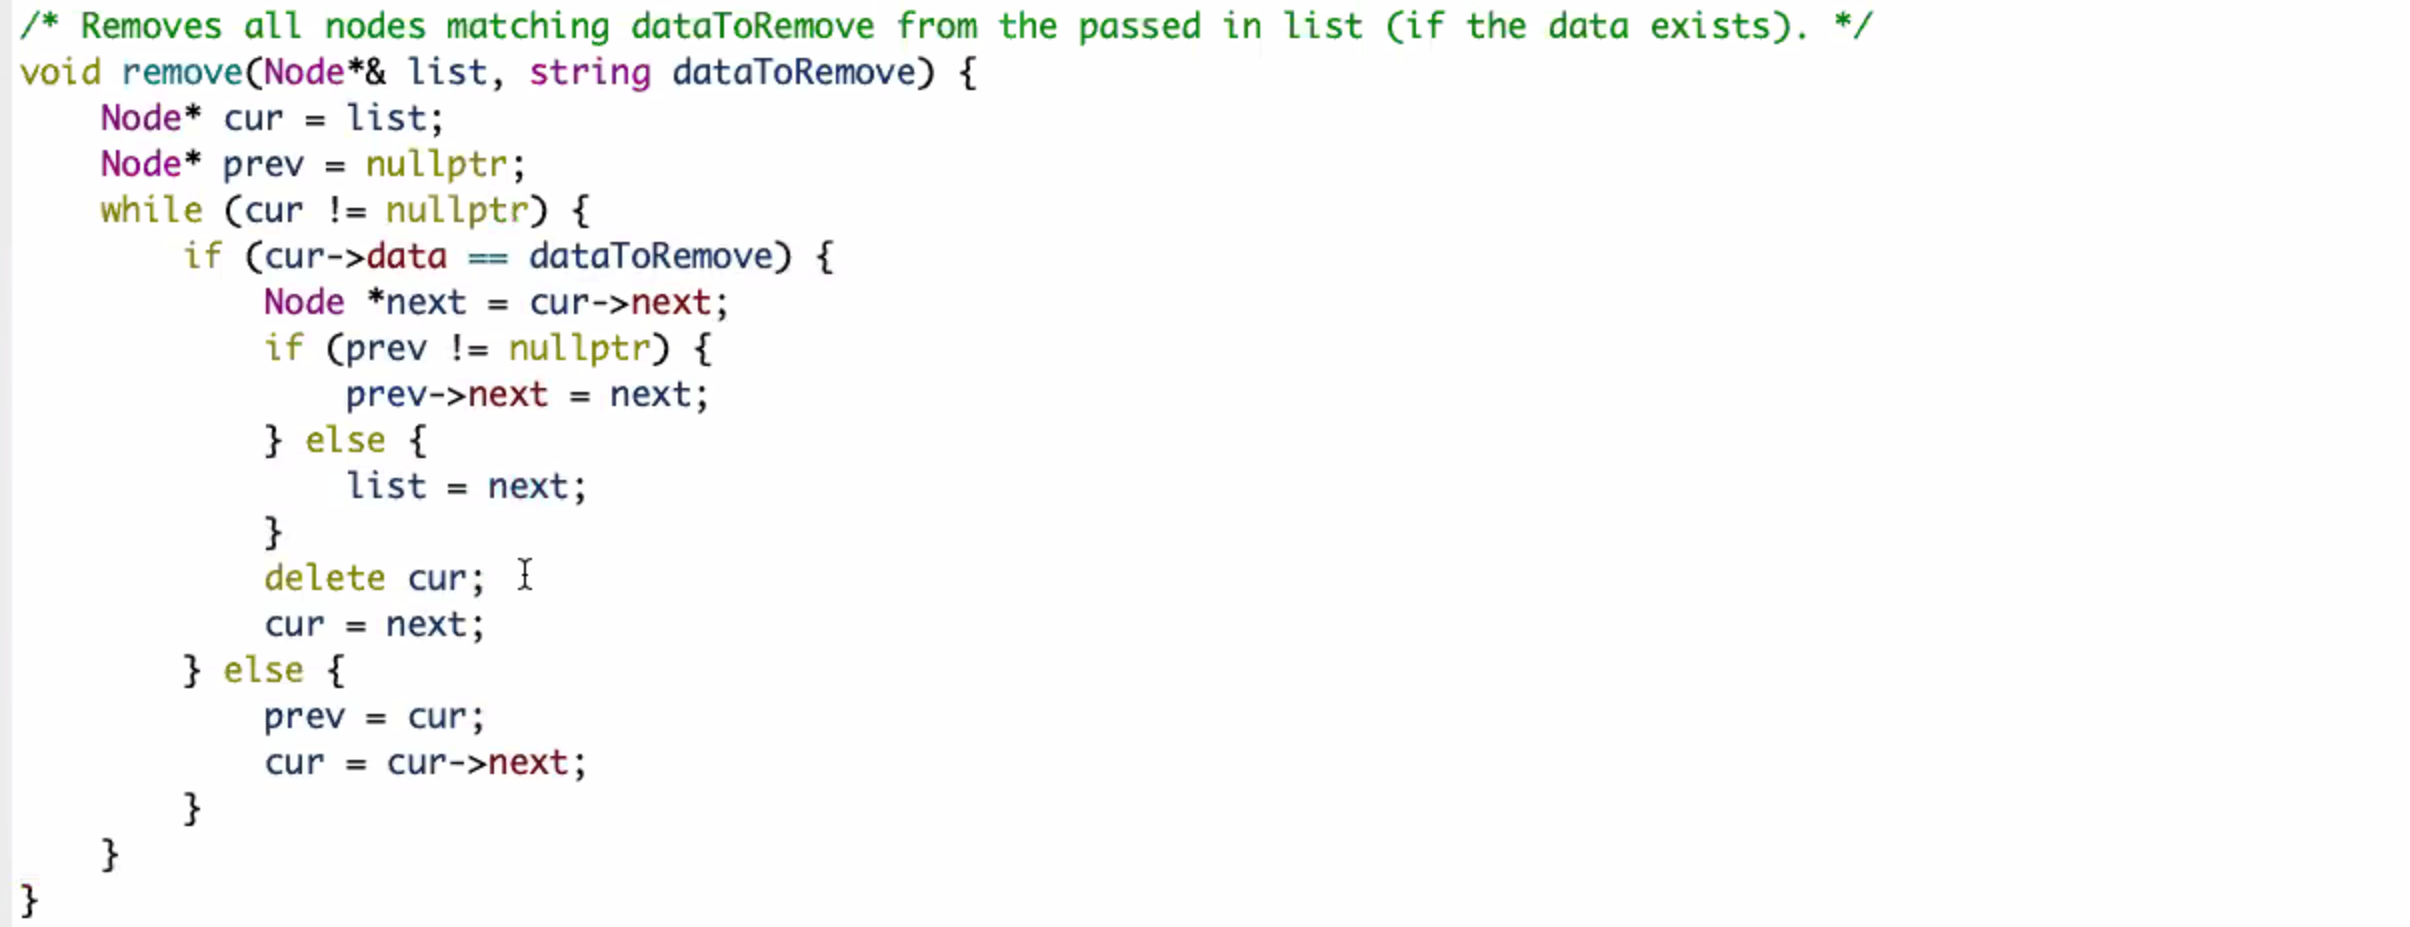 /* Removes all nodes matching dataToRemove from the passed in list (if the data exists). */
void remove(Node*& list, string dataToRemove) {
    Node* cur = list;
    Node* prev = nullptr;
    while (cur != nullptr) {
        if (cur->data == dataToRemove) {
            Node *next = cur->next;
            if (prev != nullptr) {
                prev->next = next;
            } else {
                list = next;
            }
            delete cur;
            cur = next;
        } else {
            prev = cur;
            cur = cur->next;
        }
    }
}